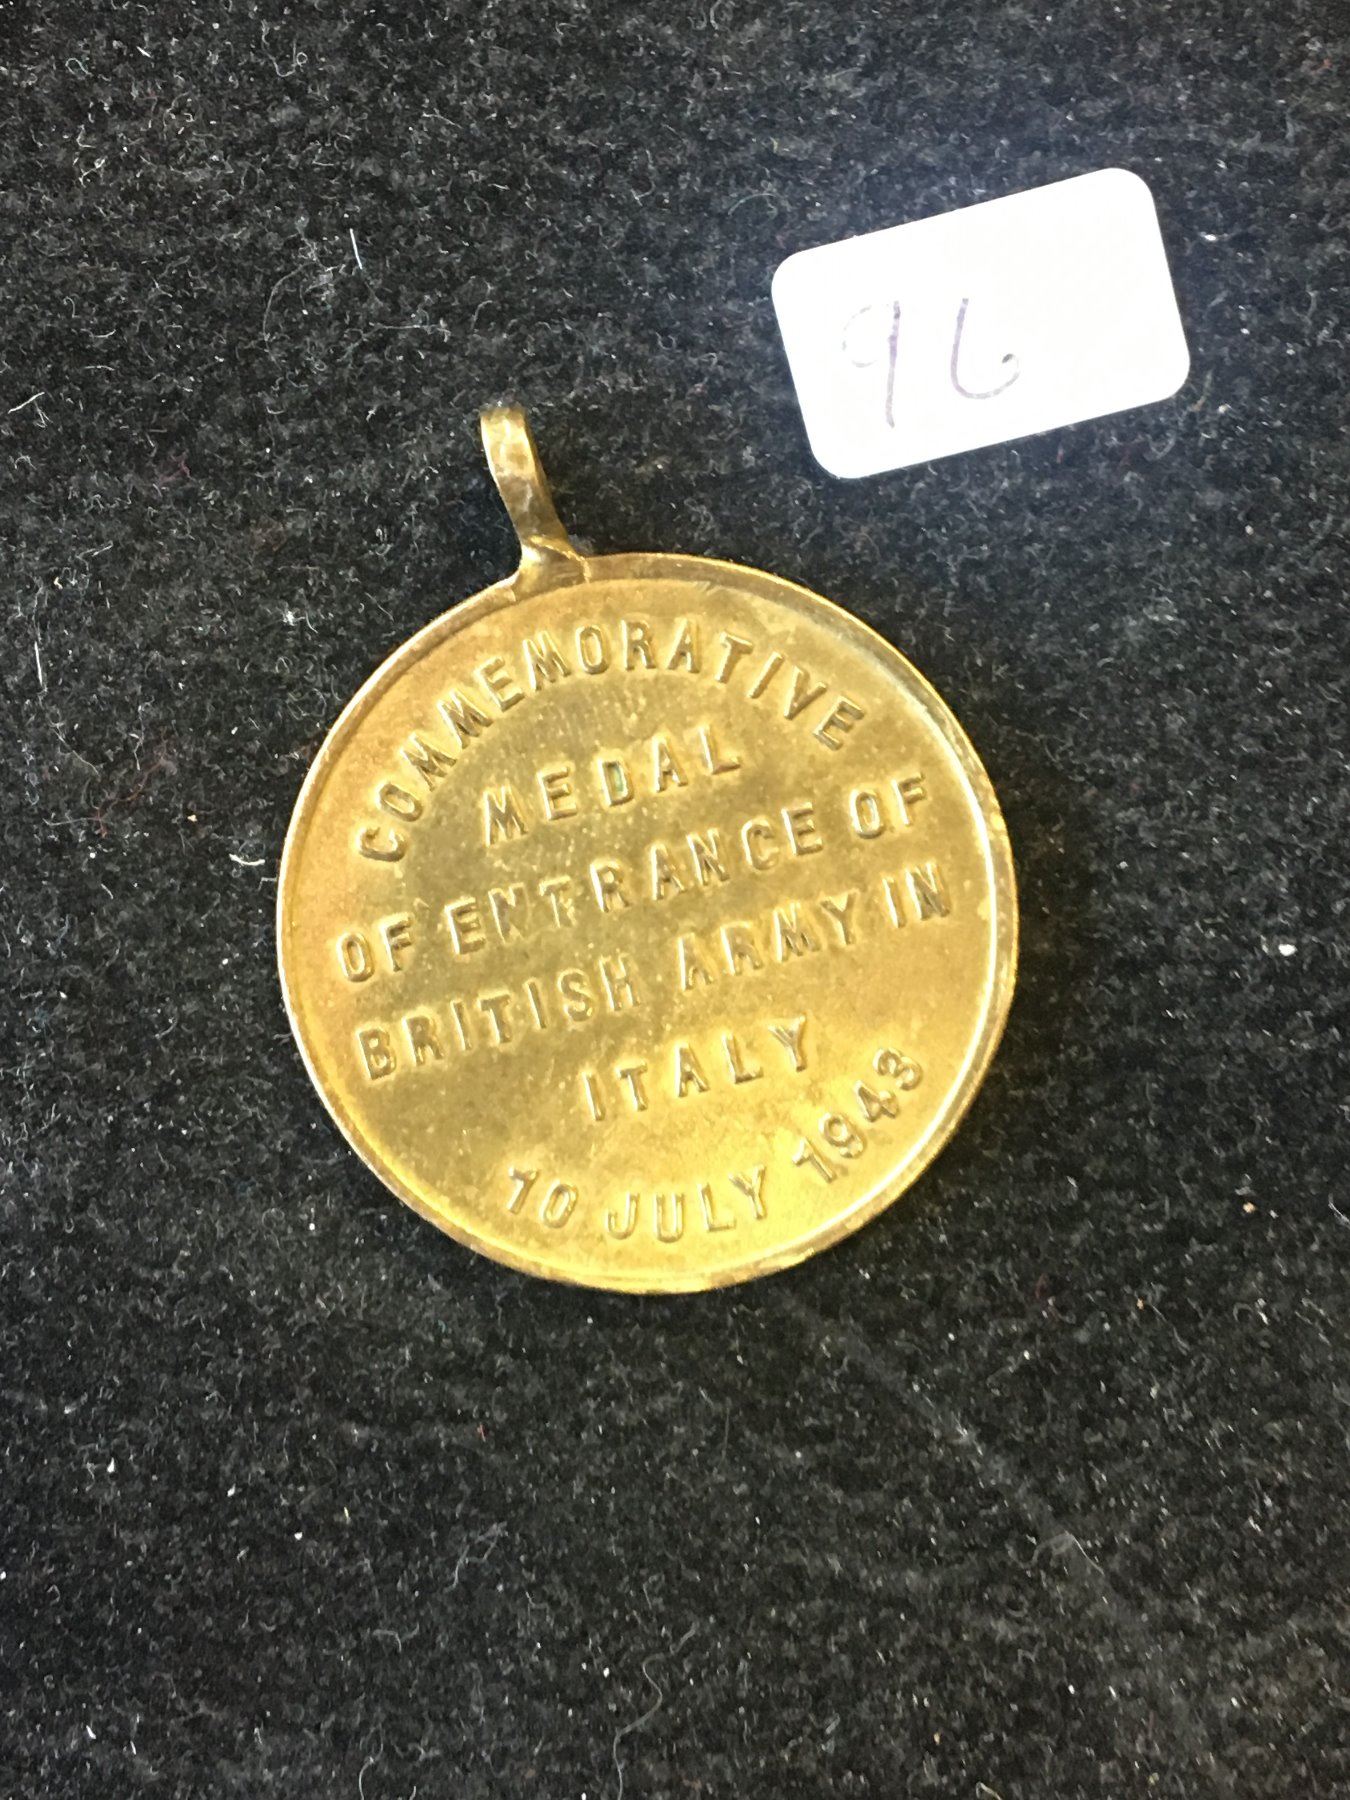 96
COMMEMORATIVE
MEDAL
OF ENTRANCE OF
BRITISH ARMY IN
ITALY
10 JULY 1943